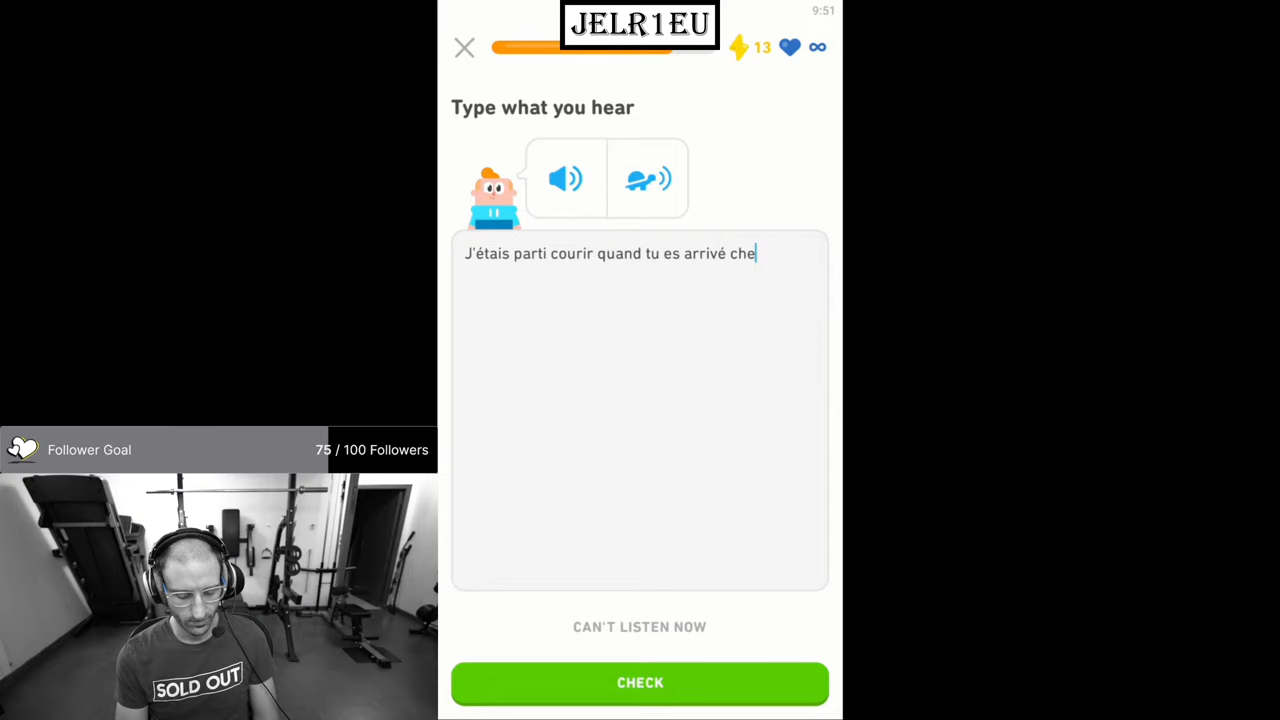 JELR1EU
9:51
13 ∞
Type what you hear
J'étais parti courir quand tu es arrivé che
Follower Goal 75 / 100 Followers
SOLD OUT
CAN'T LISTEN NOW
CHECK